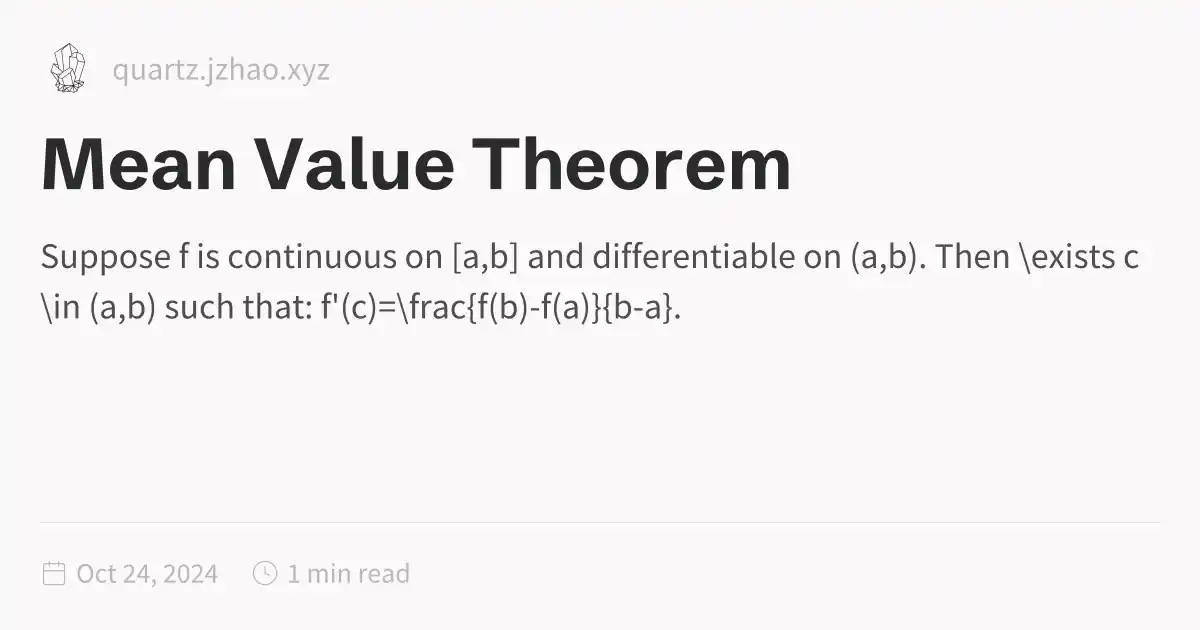 quartz.jzhao.xyz
Mean Value Theorem
Suppose f is continuous on [a,b] and differentiable on (a,b). Then \exists c
\in (a,b) such that: f'(c)=\frac{f(b)-f(a)}{b-a}.
Oct 24, 2024 1 min read